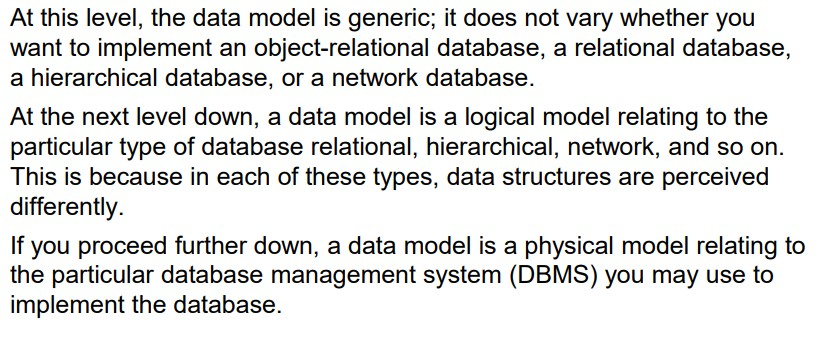 At this level, the data model is generic; it does not vary whether you
want to implement an object-relational database, a relational database,
a hierarchical database, or a network database.
At the next level down, a data model is a logical model relating to the
particular type of database relational, hierarchical, network, and so on.
This is because in each of these types, data structures are perceived
differently.
If you proceed further down, a data model is a physical model relating to
the particular database management system (DBMS) you may use to
implement the database.